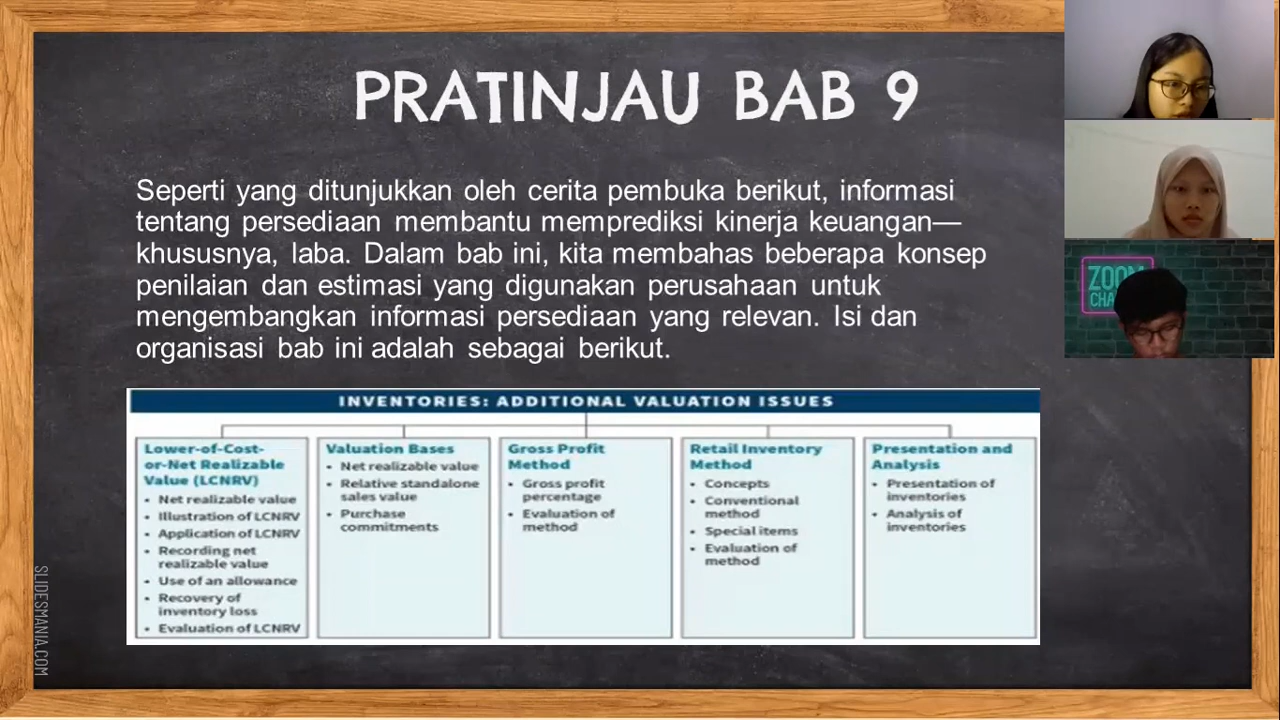 PRATINJAU BAB 9
Seperti yang ditunjukkan oleh cerita pembuka berikut, informasi
tentang persediaan membantu memprediksi kinerja keuangan—
khususnya, laba. Dalam bab ini, kita membahas beberapa konsep
penilaian dan estimasi yang digunakan perusahaan untuk
mengembangkan informasi persediaan yang relevan. Isi dan
organisasi bab ini adalah sebagai berikut.
INVENTORIES: ADDITIONAL VALUATION ISSUES
Lower-of-Cost-
or-Net Realizable
Value (LCNRV)
• Net realizable value
• Illustration of LCNRV
• Application of LCNRV
• Recording net
realizable value
• Use of an allowance
• Recovery of
inventory loss
• Evaluation of LCNRV
Valuation Bases
• Net realizable value
• Relative standalone
sales value
• Purchase
commitments
Gross Profit
Method
• Gross profit
percentage
• Evaluation of
method
Retail Inventory
Method
• Concepts
• Conventional
method
• Special items
• Evaluation of
method
Presentation and
Analysis
• Presentation of
inventories
• Analysis of
inventories
SLIDESMANIA.COM
ZOOM